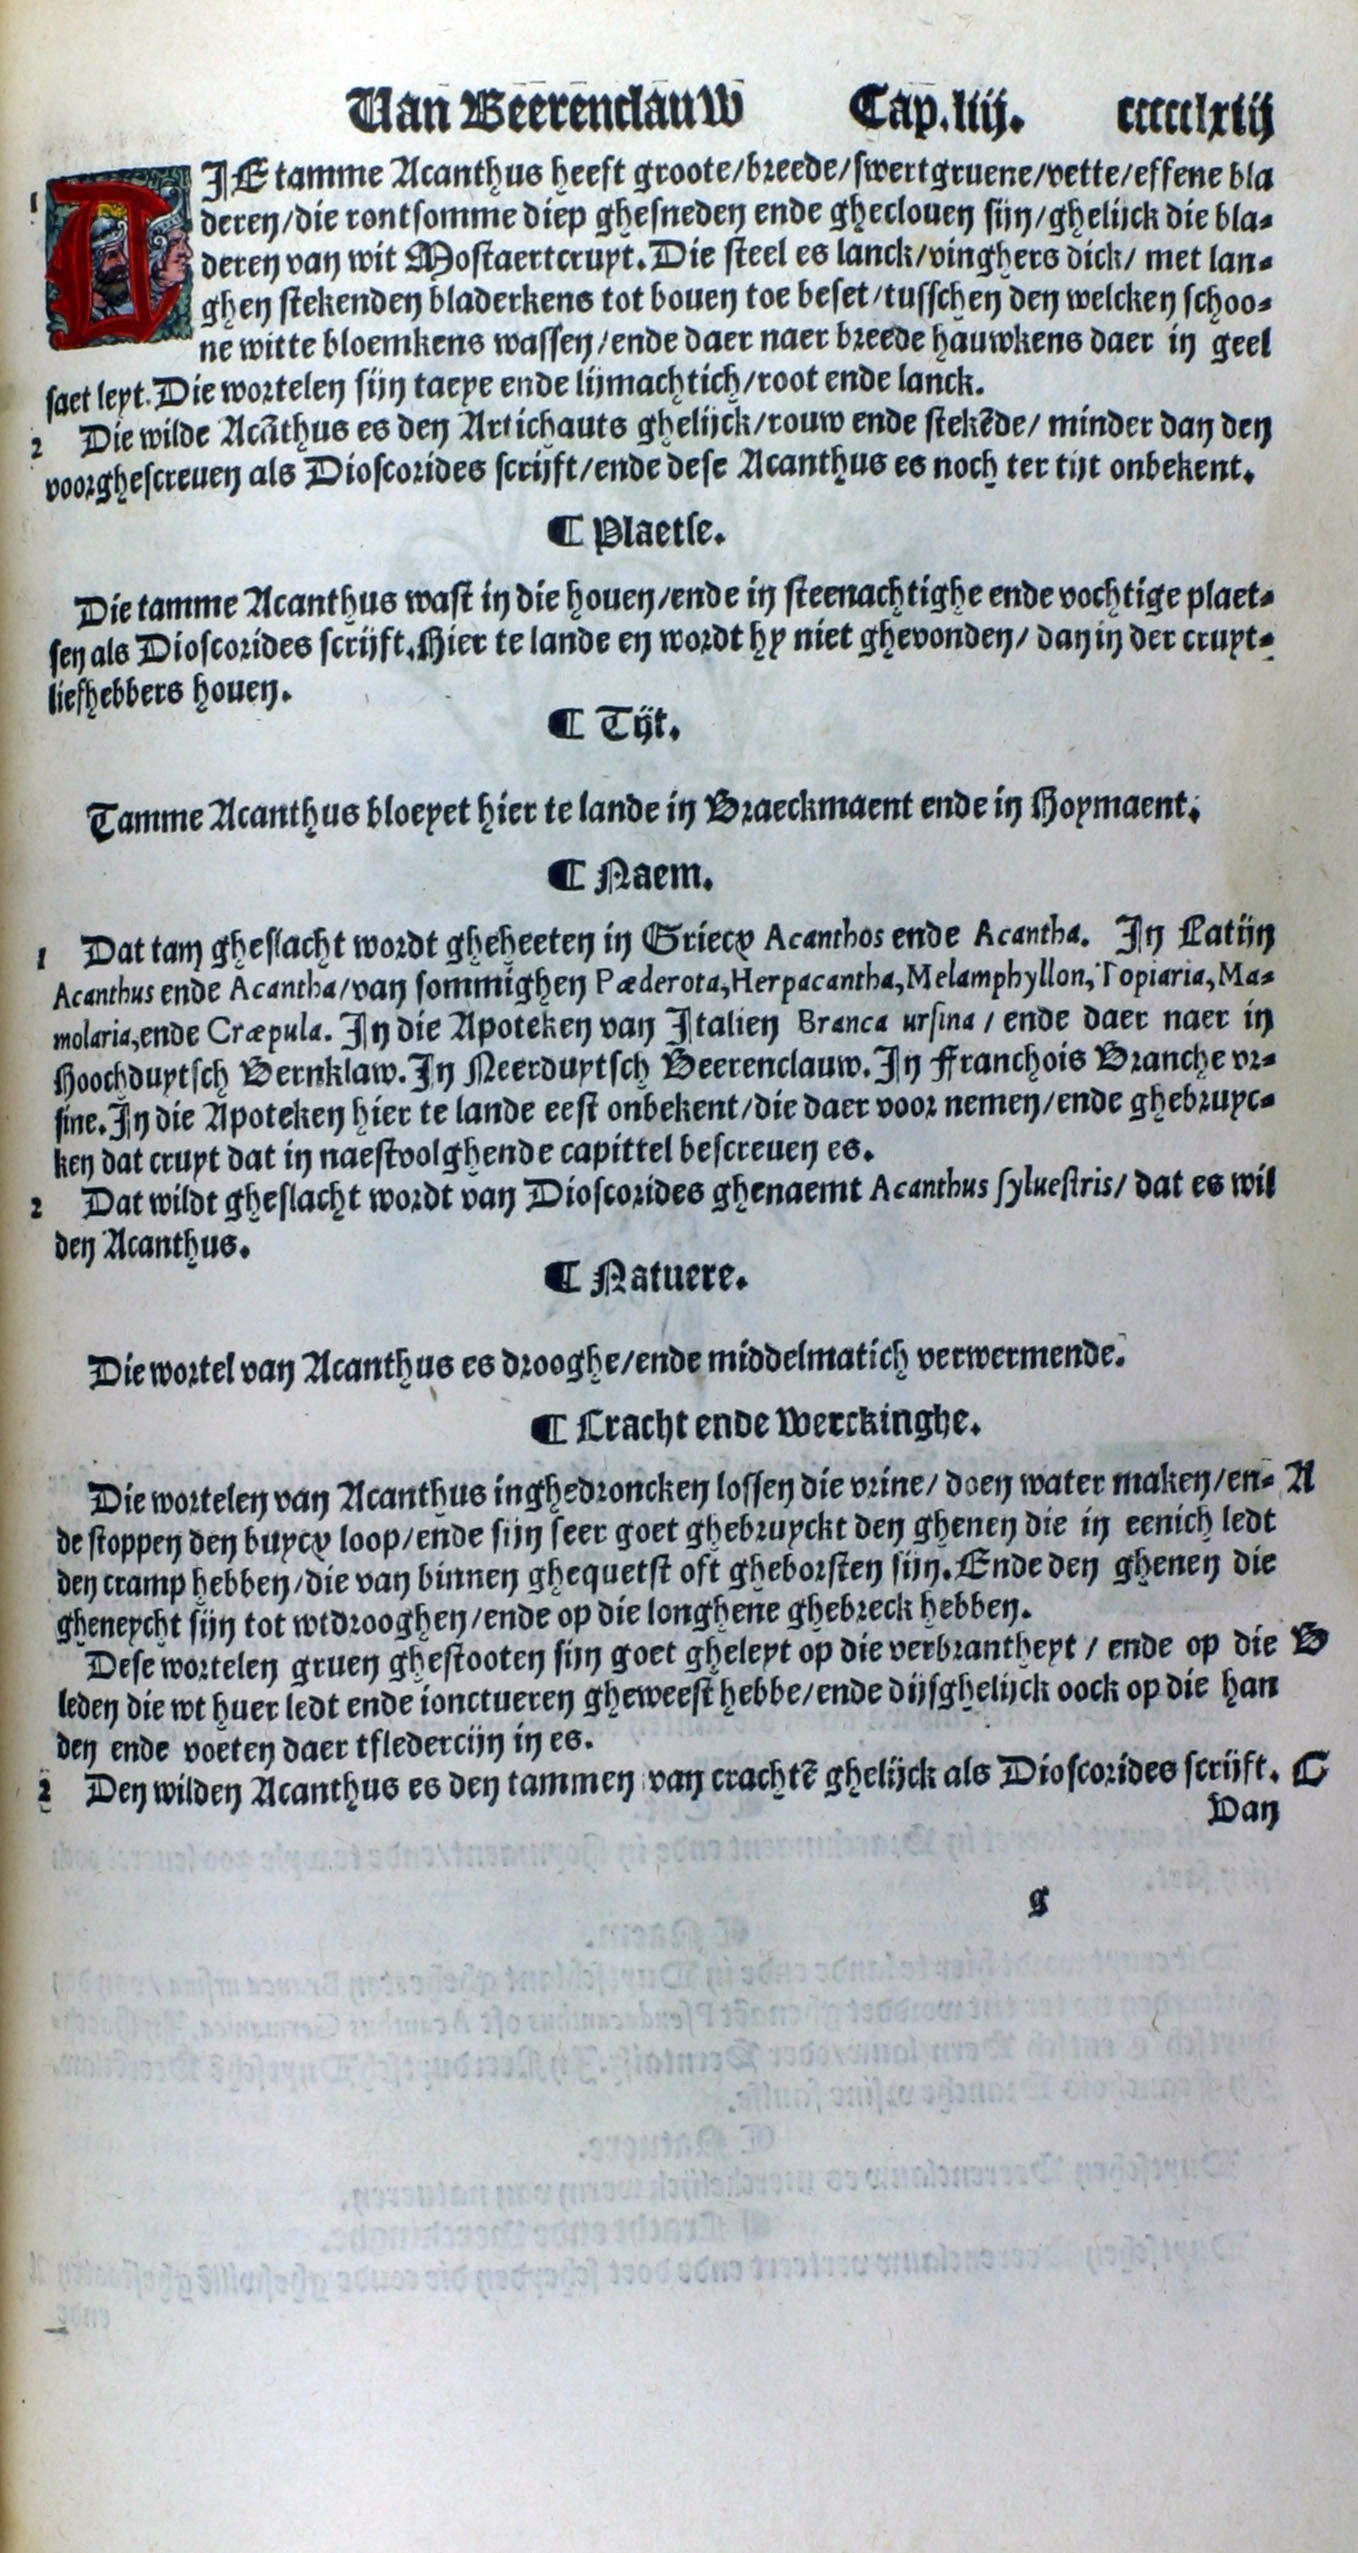 Van Beerenclauw Cap.liij. ccccclxiij
1 DIE tamme Acanthus heeft groote/breede/swertgruene/vette/effene bla
deren/die rontsomme diep ghesneden ende ghecloven sijn/ghelijck die bla-
deren van wit Mostaertcruyt. Die steel es lanck/vinghers dick/ met lan-
ghen stekenden bladerkens tot boven toe beset/tusschen den welcken schoo-
ne witte bloemkens wassen/ende daer naer breede hauwkens daer in geel
saet leyt. Die wortelen sijn taeye ende lijmachtich/root ende lanck.
2 Die wilde Acāthus es den Artichauts ghelijck/rouw ende stekēde/ minder dan den
voorghescreuen als Dioscorides scrijft/ende dese Acanthus es noch ter tijt onbekent.
¶ Plaetse.
Die tamme Acanthus wast in die houen/ende in steenachtighe ende vochtige plaet-
sen als Dioscorides scrijft. Hier te lande en wordt hy niet ghevonden/ dan in der cruyt-
liefhebbers houen.
¶ Tijt.
Tamme Acanthus bloeyet hier te lande in Braeckmaent ende in Hoymaent.
¶ Naem.
1 Dat tam gheslacht wordt gheheeten in Griecx Acanthos ende Acantha. In Latijn
Acanthus ende Acantha/van sommighen Pæderota, Herpacantha, Melamphyllon, Topiaria, Ma-
molaria, ende Cræpula. In die Apoteken van Italien Branca ursina / ende daer naer in
Hoochduytsch Bernklaw. In Neerduytsch Beerenclauw. In Franchois Branche vr-
sine. In die Apoteken hier te lande eest onbekent/die daer voor nemen/ende ghebruyc-
ken dat cruyt dat in naestvolghende capittel bescreuen es.
2 Dat wildt gheslacht wordt van Dioscorides ghenaemt Acanthus syluestris/ dat es wil
den Acanthus.
¶ Natuere.
Die wortel van Acanthus es drooghe/ende middelmatich verwermende.
¶ Cracht ende Werckinghe.
Die wortelen van Acanthus inghedroncken lossen die vrine/ doen water maken/en- A
de stoppen den buycx loop/ende sijn seer goet ghebruyckt den ghenen die in eenich ledt
den cramp hebben/die van binnen ghequetst oft gheborsten sijn. Ende den ghenen die
gheneycht sijn tot wtdrooghen/ende op die longhene ghebreck hebben.
Dese wortelen gruen ghestooten sijn goet gheleyt op die verbrantheyt / ende op die B
leden die wt huer ledt ende ionctueren gheweest hebbe/ende dijsghelijck oock op die han
den ende voeten daer tfledercijn in es.
2 Den wilden Acanthus es den tammen van crachtē ghelijck als Dioscorides scrijft. C
Van
g